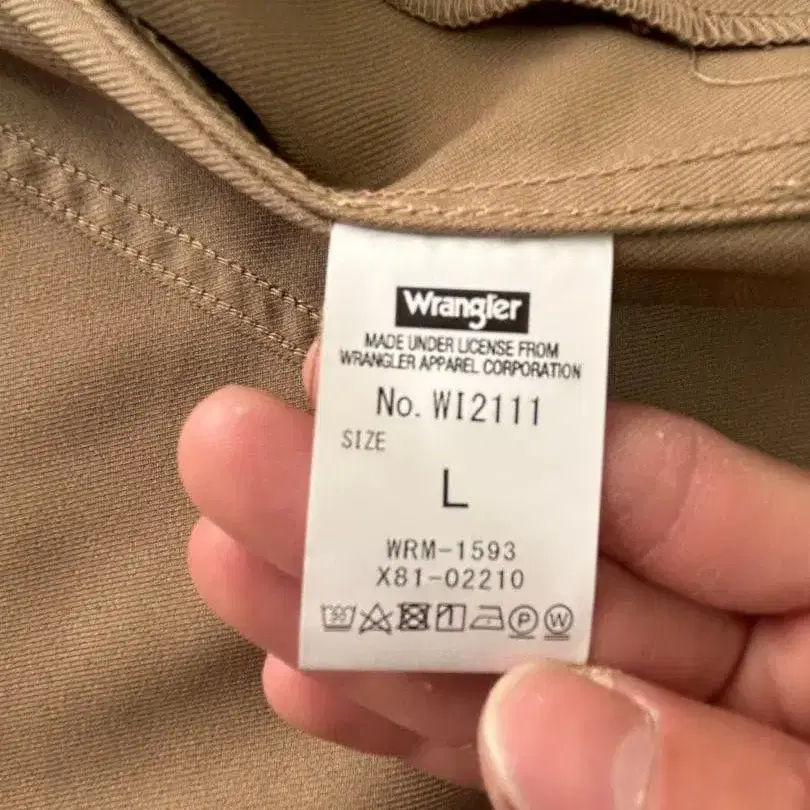 Wrangler
MADE UNDER LICENSE FROM
WRANGLER APPAREL CORPORATION
No. WI2111
SIZE
L
WRM-1593
X81-02210
P W